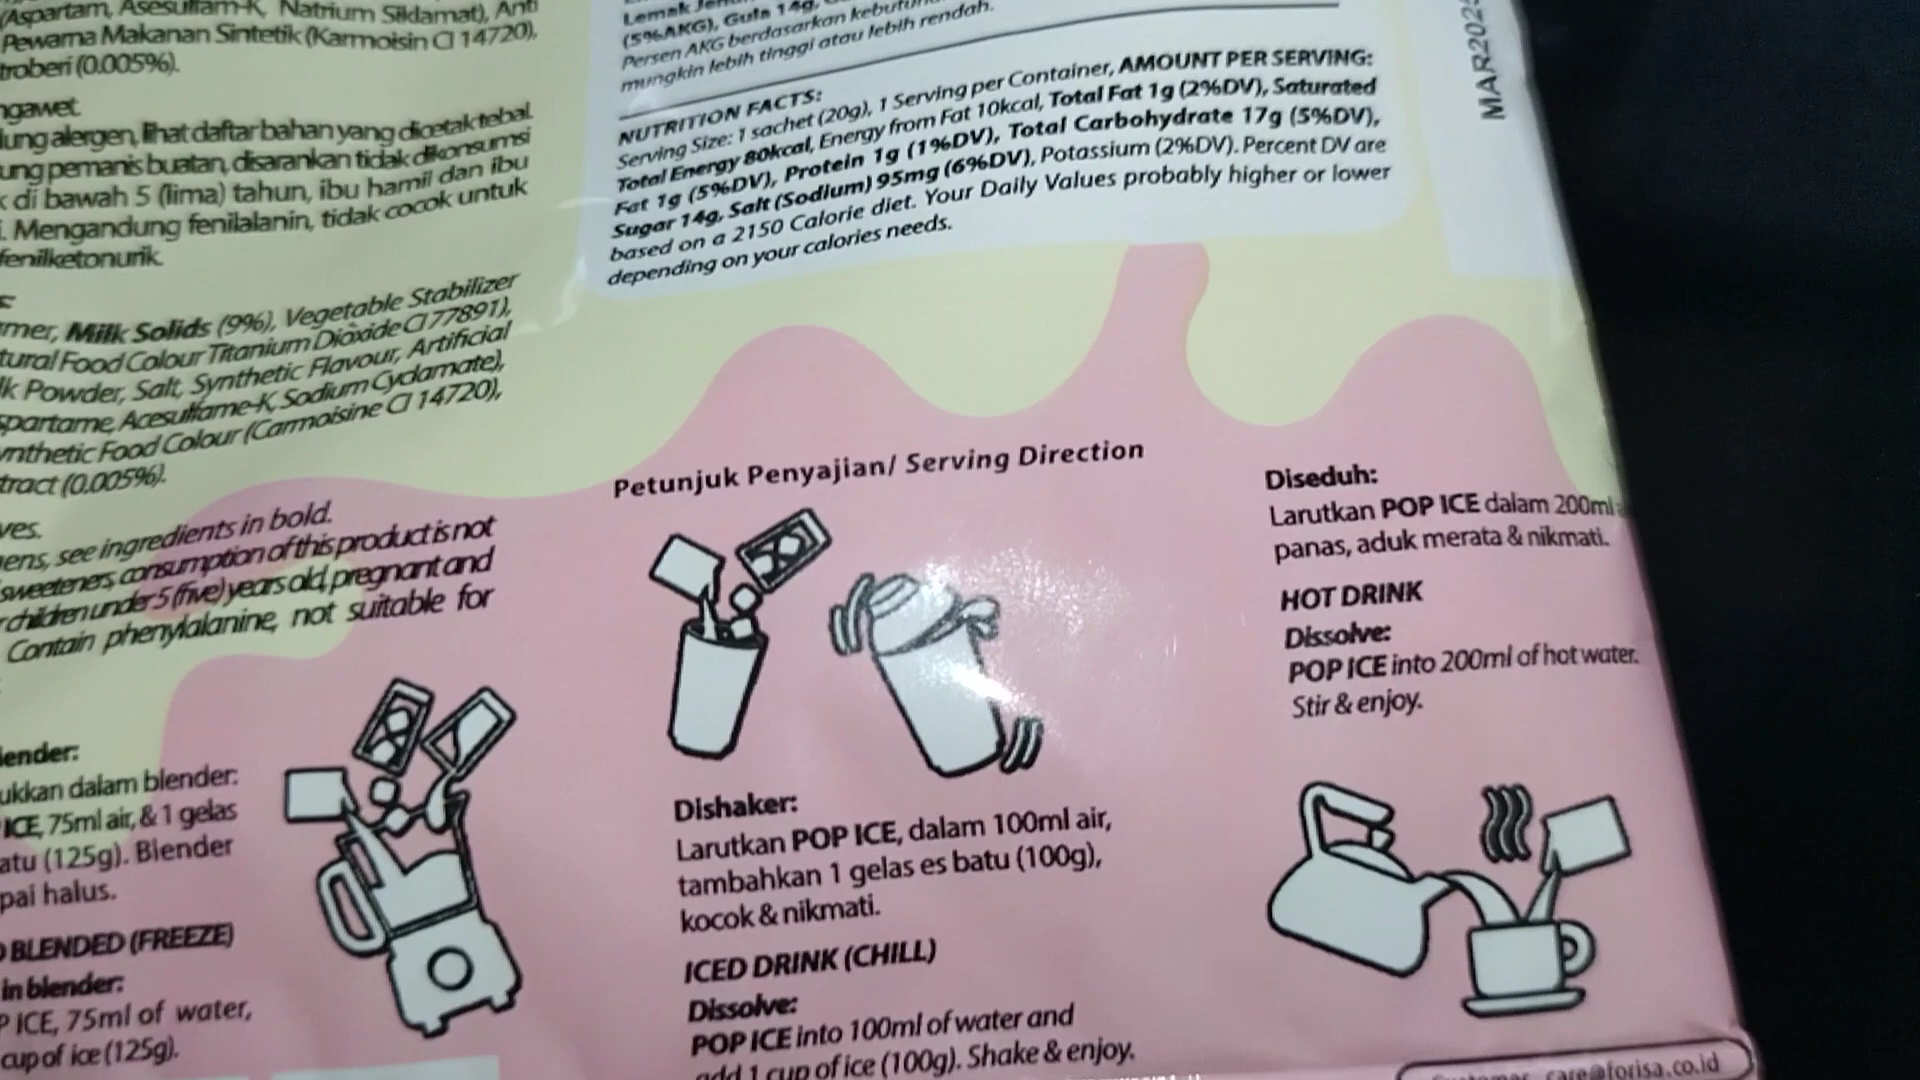 (Aspartam, Asesulfam-K, Natrium Siklamat), Anti
Pewarna Makanan Sintetik (Karmoisin CI 14720),
troberi (0.005%).
ngawet.
lung alergen, lihat daftar bahan yang dicetak tebal.
ung pemanis buatan, disarankan tidak dikonsumsi
k di bawah 5 (lima) tahun, ibu hamil dan ibu
i. Mengandung fenilalanin, tidak cocok untuk
fenilketonurik.
mer, Milk Solids (9%), Vegetable Stabilizer
tural Food Colour Titanium Dioxide CI 77891),
lk Powder, Salt, Synthetic Flavour, Artificial
spartame, Acesulfame-K, Sodium Cyclamate),
ynthetic Food Colour (Carmoisine CI 14720),
tract (0.005%).
ves.
ens, see ingredients in bold.
sweeteners, consumption of this product is not
r children under 5 (five) years old, pregnant and
Contain phenylalanine, not suitable for
(5%AKG), Gula 14g,
Persen AKG berdasarkan
mungkin lebih tinggi atau lebih rendah.
NUTRITION FACTS:
Serving Size: 1 sachet (20g), 1 Serving per Container, AMOUNT PER SERVING:
Total Energy 80kcal, Energy from Fat 10kcal, Total Fat 1g (2%DV), Saturated
Fat 1g (5%DV), Protein 1g (1%DV), Total Carbohydrate 17g (5%DV),
Sugar 14g, Salt (Sodium) 95mg (6%DV), Potassium (2%DV). Percent DV are
based on a 2150 Calorie diet. Your Daily Values probably higher or lower
depending on your calories needs.
MAR202
Petunjuk Penyajian/ Serving Direction
lender:
ukkan dalam blender:
ICE, 75ml air, & 1 gelas
atu (125g). Blender
pai halus.
BLENDED (FREEZE)
in blender:
P ICE, 75ml of water,
cup of ice (125g).
Dishaker:
Larutkan POP ICE, dalam 100ml air,
tambahkan 1 gelas es batu (100g),
kocok & nikmati.
ICED DRINK (CHILL)
Dissolve:
POP ICE into 100ml of water and
add 1 cup of ice (100g). Shake & enjoy.
Diseduh:
Larutkan POP ICE dalam 200ml
panas, aduk merata & nikmati.
HOT DRINK
Dissolve:
POP ICE into 200ml of hot water.
Stir & enjoy.
care@forisa.co.id